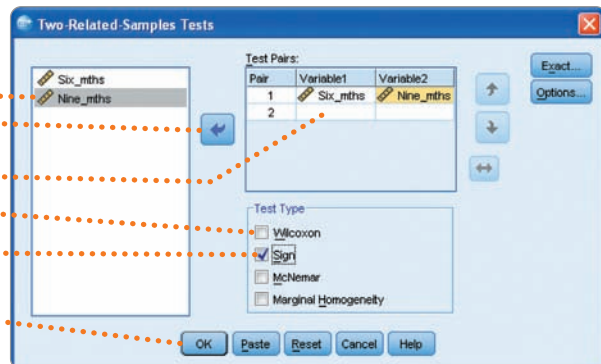 Two-Related-Samples Tests
Six_mths
Nine_mths
Test Pairs:
Pair Variable1 Variable2
1 Six_mths Nine_mths
2
Exact...
Options...
Test Type
Wilcoxon
Sign
McNemar
Marginal Homogeneity
OK Paste Reset Cancel Help